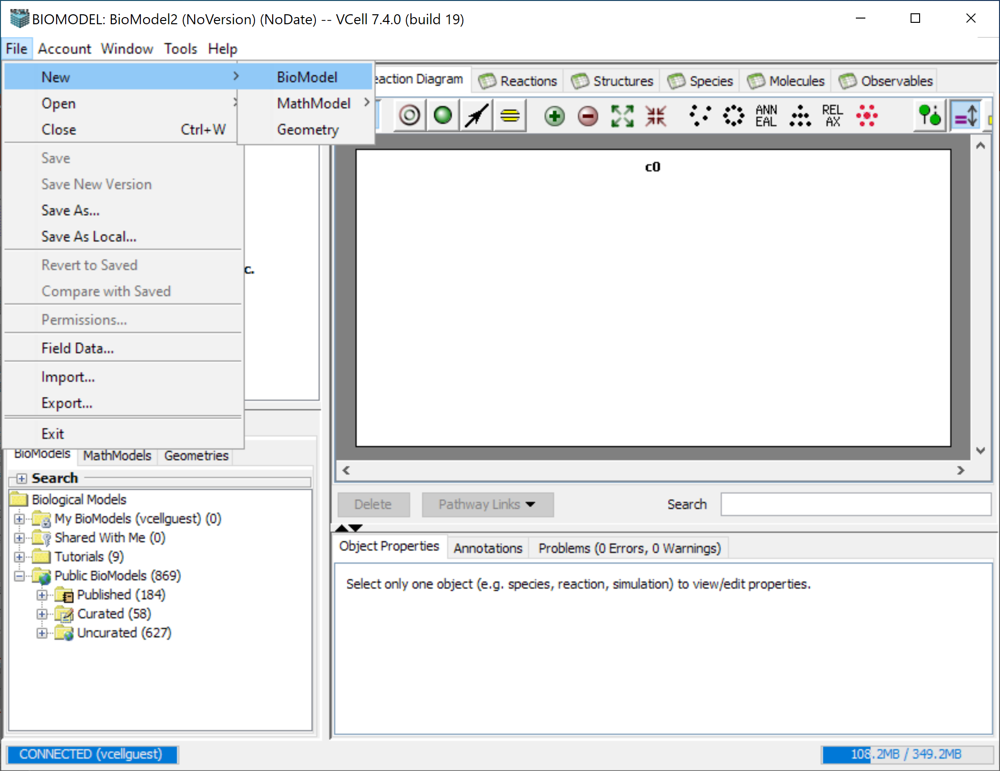 BIOMODEL: BioModel2 (NoVersion) (NoDate) -- VCell 7.4.0 (build 19)
File Account Window Tools Help
New
BioModel
Open
MathModel
Close Ctrl+W
Geometry
Save
Save New Version
Save As...
Save As Local...
Revert to Saved
Compare with Saved
Permissions...
Field Data...
Import...
Export...
Exit
c.
eaction Diagram Reactions Structures Species Molecules Observables
ANN
EAL
REL
AX
c0
Delete Pathway Links Search
BioModels MathModels Geometries
Search
Biological Models
My BioModels (vcellguest) (0)
Shared With Me (0)
Tutorials (9)
Public BioModels (869)
Published (184)
Curated (58)
Uncurated (627)
Object Properties Annotations Problems (0 Errors, 0 Warnings)
Select only one object (e.g. species, reaction, simulation) to view/edit properties.
CONNECTED (vcellguest)
108.2MB / 349.2MB